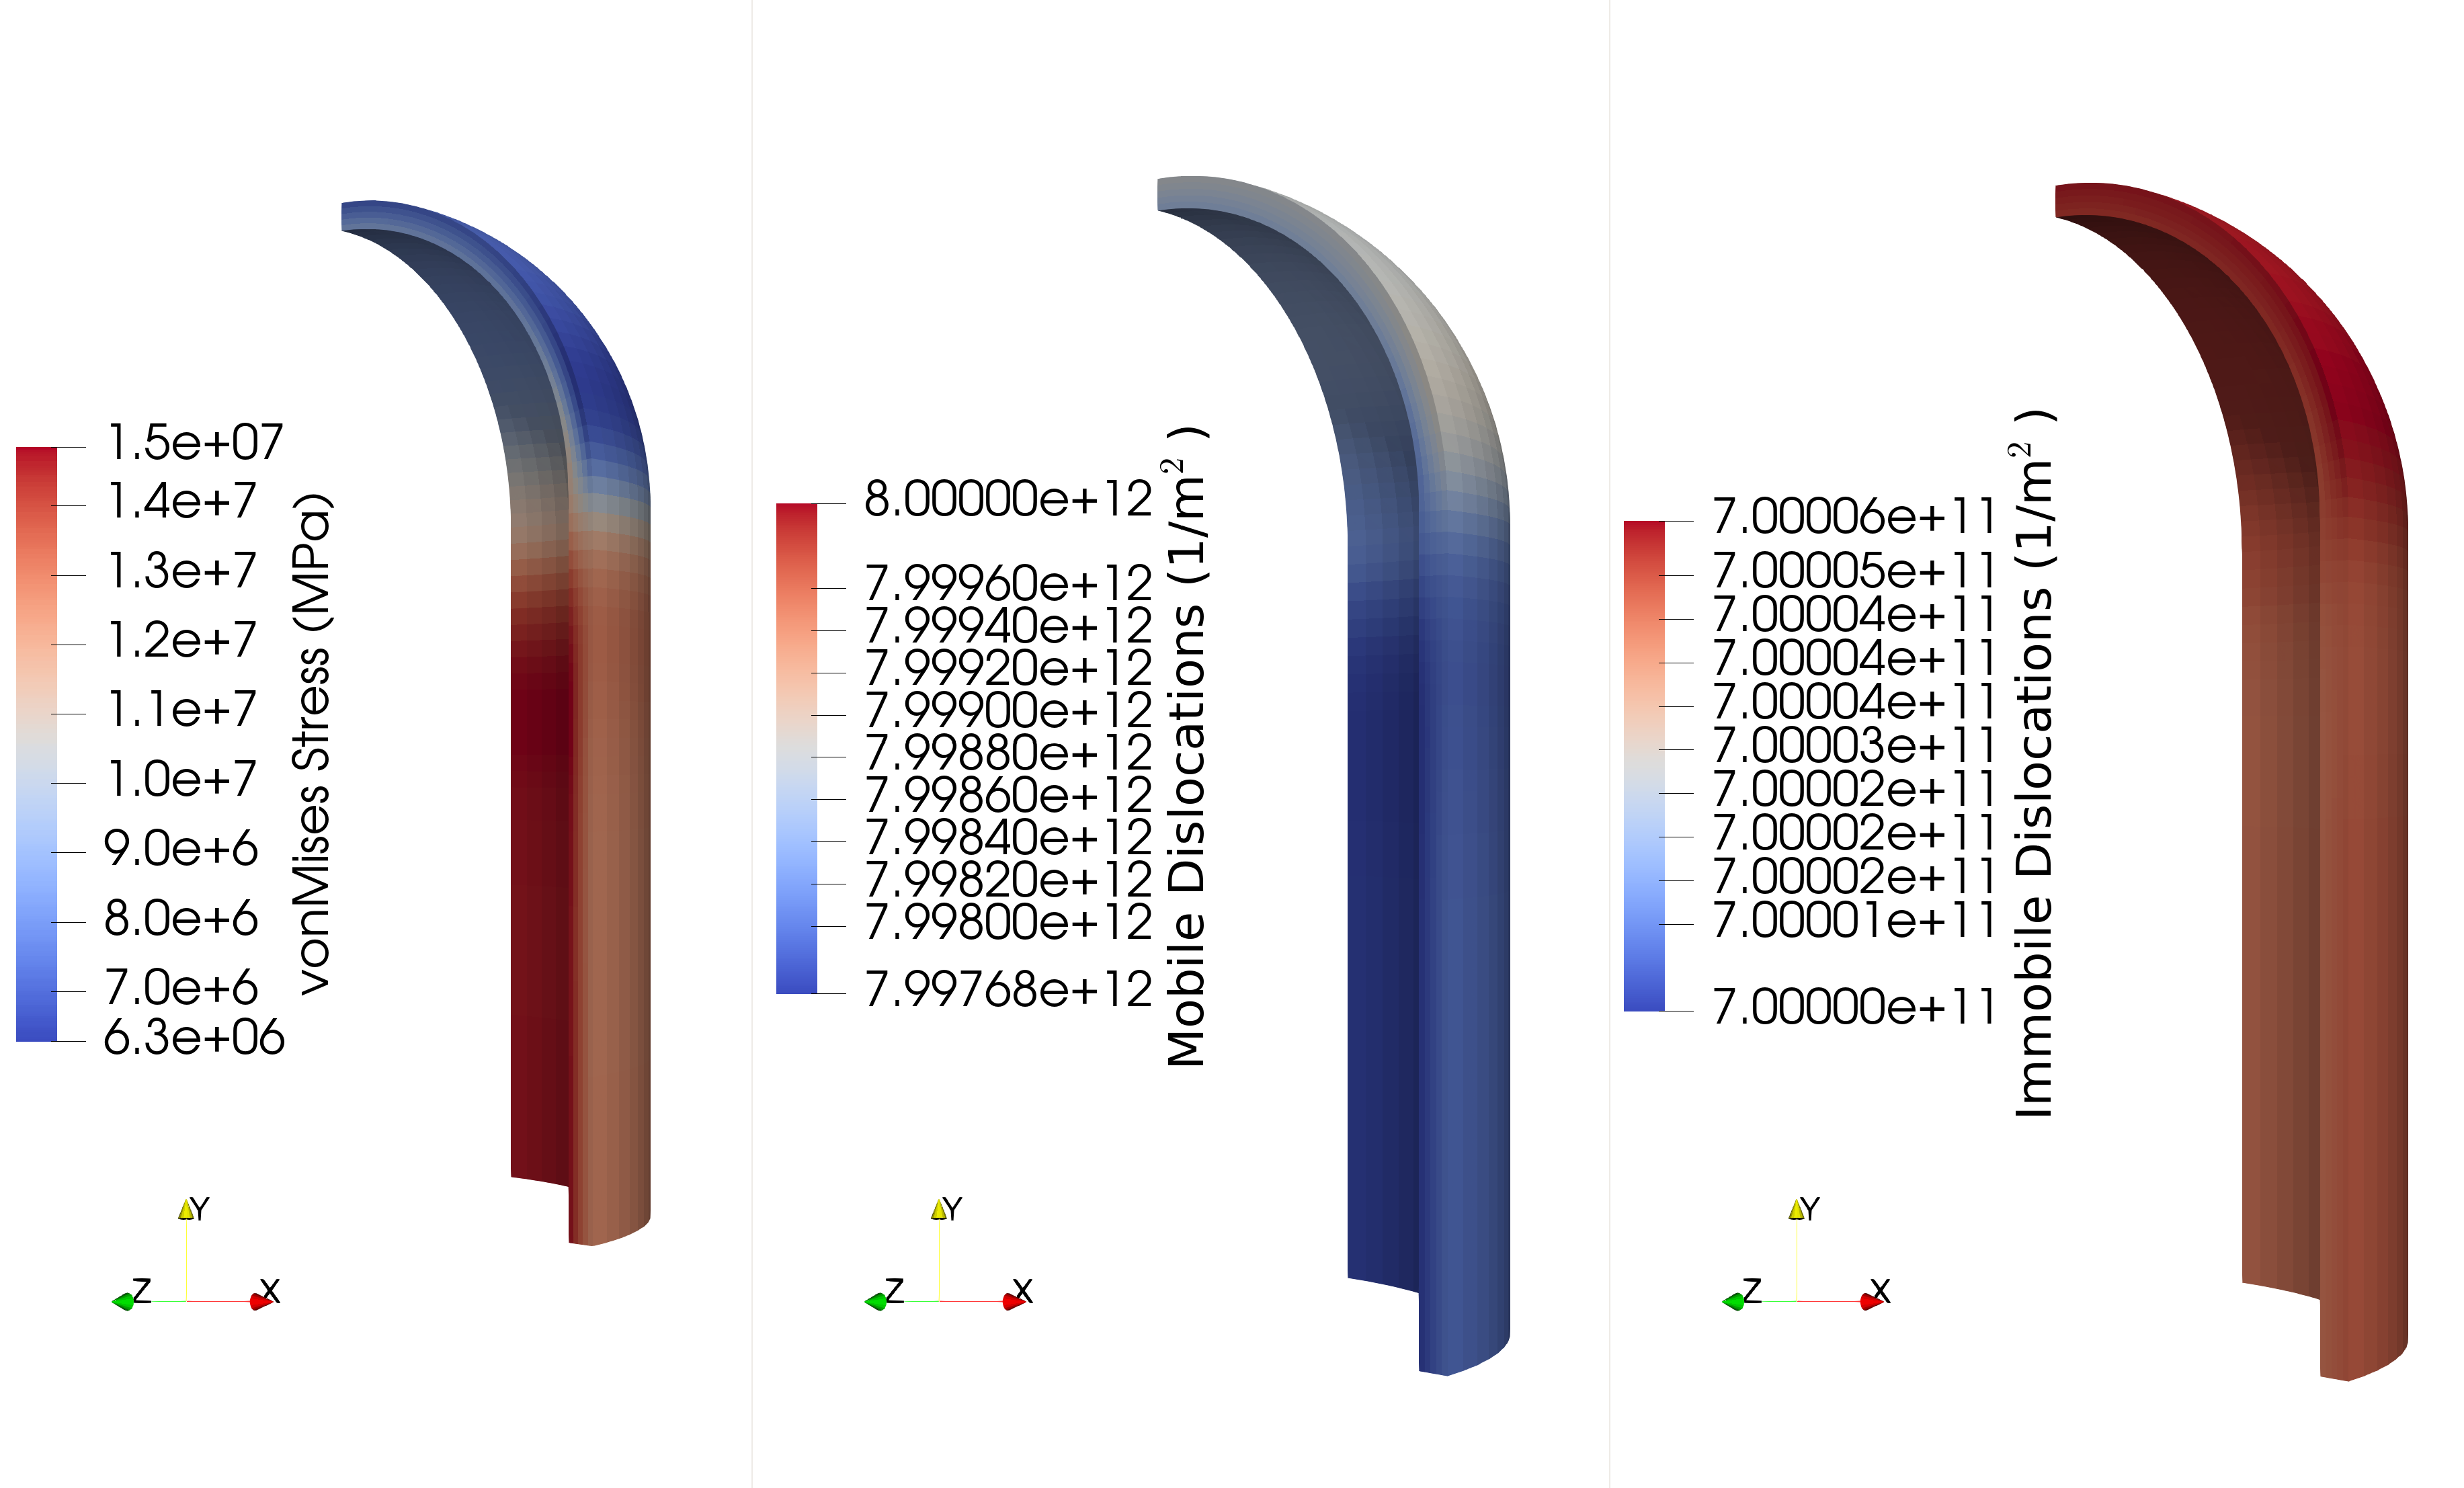 1.5e+07
1.4e+7
1.3e+7
1.2e+7
1.1e+7
1.0e+7
9.0e+6
8.0e+6
7.0e+6
6.3e+06
vonMises Stress (MPa)
Y
Z
X
8.00000e+12
7.99960e+12
7.99940e+12
7.99920e+12
7.99900e+12
7.99880e+12
7.99860e+12
7.99840e+12
7.99820e+12
7.99800e+12
7.99768e+12
Mobile Dislocations (1/m²)
Y
Z
X
7.00006e+11
7.00005e+11
7.00004e+11
7.00004e+11
7.00004e+11
7.00003e+11
7.00002e+11
7.00002e+11
7.00002e+11
7.00001e+11
7.00000e+11
Immobile Dislocations (1/m²)
Y
Z
X